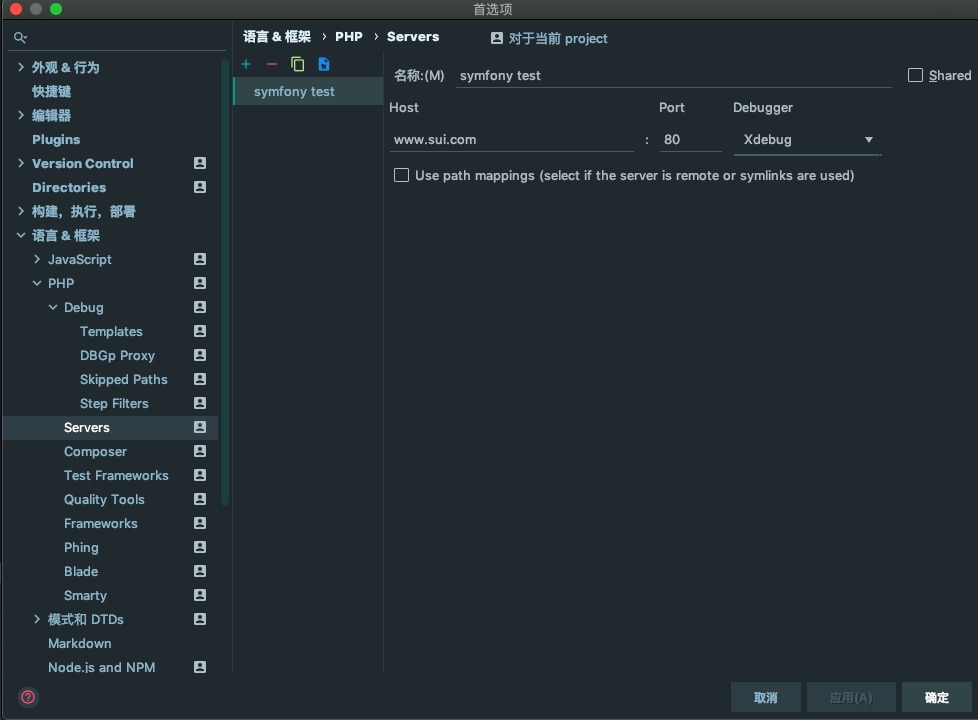 首选项
语言 & 框架 › PHP › Servers 对于当前 project
外观 & 行为
快捷键
编辑器
Plugins
Version Control
Directories
构建，执行，部署
语言 & 框架
JavaScript
PHP
Debug
Templates
DBGp Proxy
Skipped Paths
Step Filters
Servers
Composer
Test Frameworks
Quality Tools
Frameworks
Phing
Blade
Smarty
模式和 DTDs
Markdown
Node.js and NPM
symfony test
名称:(M) symfony test Shared
Host Port Debugger
www.sui.com : 80 Xdebug
Use path mappings (select if the server is remote or symlinks are used)
? 取消 应用(A) 确定